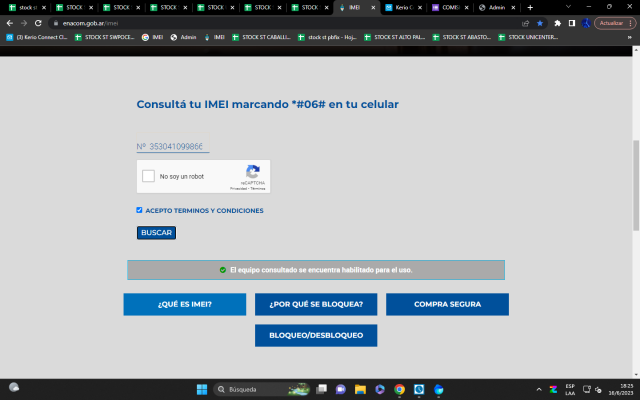 stock st
STOCK
STOCK
STOCK
STOCK
STOCK
STOCK
IMEI
Kerio C
COMIS
Admin
enacom.gob.ar/imei
Actualizar
(3) Kerio Connect Cl...
STOCK ST SWPOCE...
IMEI
Admin
IMEI
STOCK ST CABALLI...
stock st pbfix - Hoj...
STOCK ST ALTO PAL...
STOCK ST ABASTO...
STOCK UNICENTER...
Consultá tu IMEI marcando *#06# en tu celular
Nº 35304109986
No soy un robot
reCAPTCHA
Privacidad - Términos
ACEPTO TERMINOS Y CONDICIONES
BUSCAR
El equipo consultado se encuentra habilitado para el uso.
¿QUÉ ES IMEI?
¿POR QUÉ SE BLOQUEA?
COMPRA SEGURA
BLOQUEO/DESBLOQUEO
Búsqueda
ESP
LAA
18:25
16/6/2023